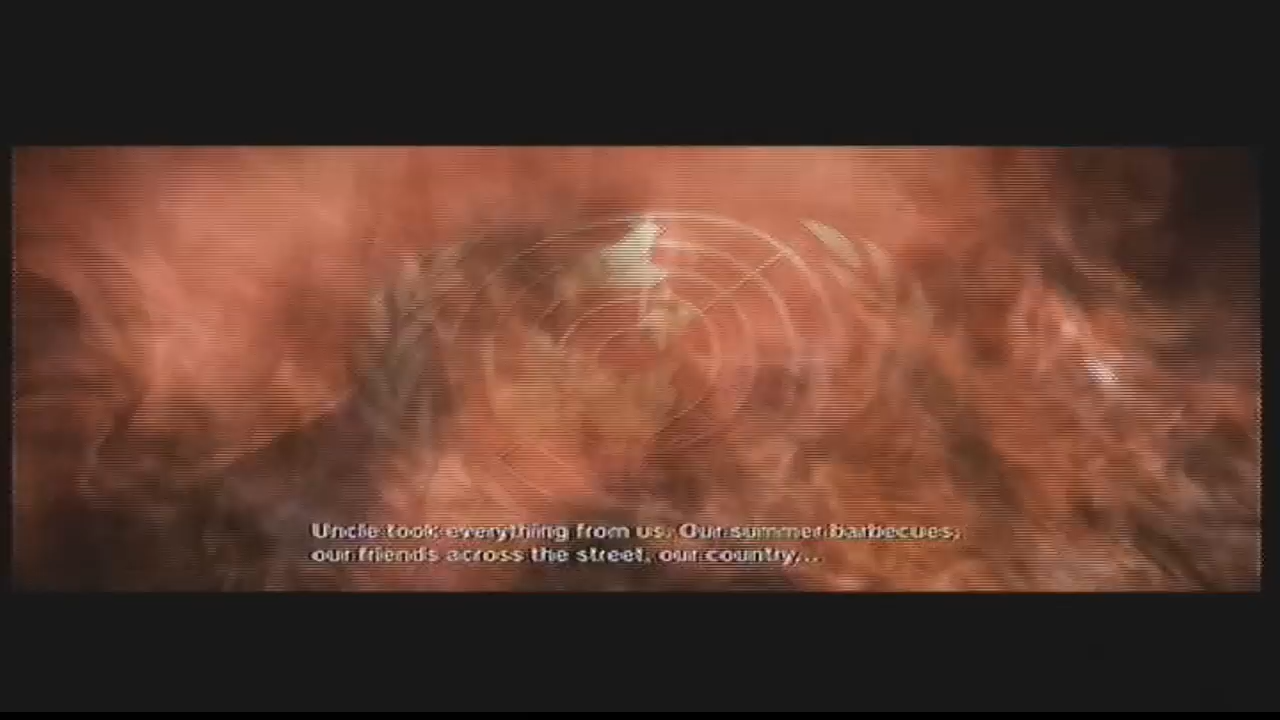 Uncle took everything from us. Our summer barbecues,
our friends across the street, our country...